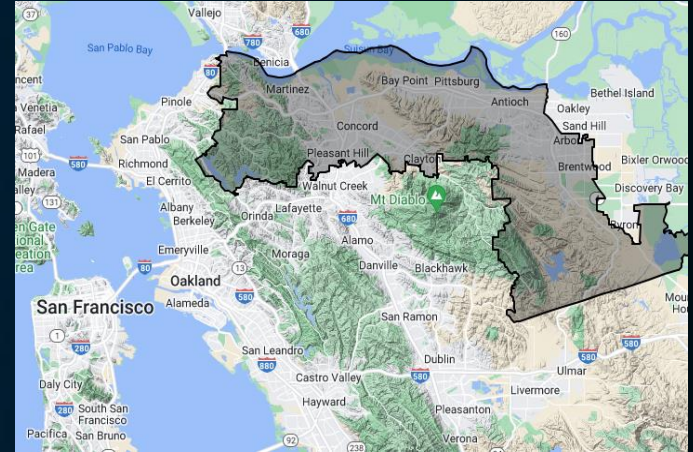 37
Vallejo
680
780
160
San Pablo Bay
Suisun Bay
Benicia
80
Bay Point
Pittsburg
Martinez
Bethel Island
Antioch
Oakley
Pinole
Sand Hill
Venetia
Rafael
San Pablo
Concord
Pleasant Hill
Clayton
Brentwood
Bixler
Orwood
101
580
Richmond
Madera
El Cerrito
Walnut Creek
Discovery Bay
131
Albany
Lafayette
Mt Diablo
Byron
Berkeley
Orinda
680
Alamo
Emeryville
Moraga
80
13
Danville
Blackhawk
Oakland
San Francisco
Alameda
580
1
San Ramon
280
San Leandro
Dublin
880
580
580
580
Ulmar
Daly City
Castro Valley
Livermore
280
South San
Francisco
Hayward
Pleasanton
Pacifica
San Bruno
92
238
Verona